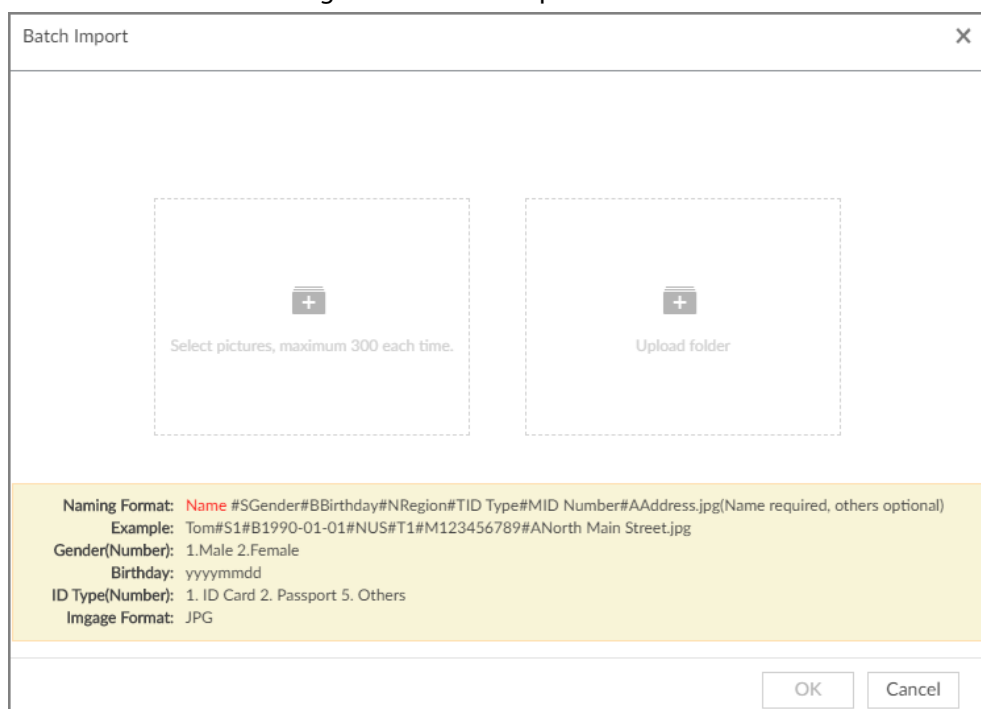 Batch Import
Select pictures, maximum 300 each time.
Upload folder
Naming Format: Name #SGender#BBirthday#NRegion#TID Type#MID Number#AAddress.jpg(Name required, others optional)
Example: Tom#S1#B1990-01-01#NUS#T1#M123456789#ANorth Main Street.jpg
Gender(Number): 1.Male 2.Female
Birthday: yyyymmdd
ID Type(Number): 1. ID Card 2. Passport 5. Others
Imgage Format: JPG
OK Cancel